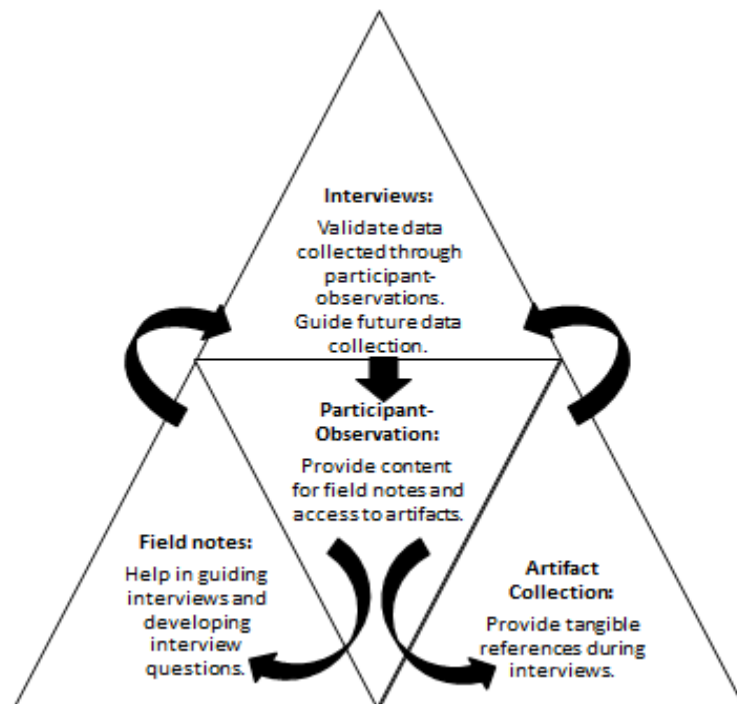 Interviews:
Validate data
collected through
participant-
observations.
Guide future data
collection.
Participant-
Observation:
Provide content
for field notes and
access to artifacts.
Field notes:
Help in guiding
interviews and
developing
interview
questions.
Artifact
Collection:
Provide tangible
references during
interviews.